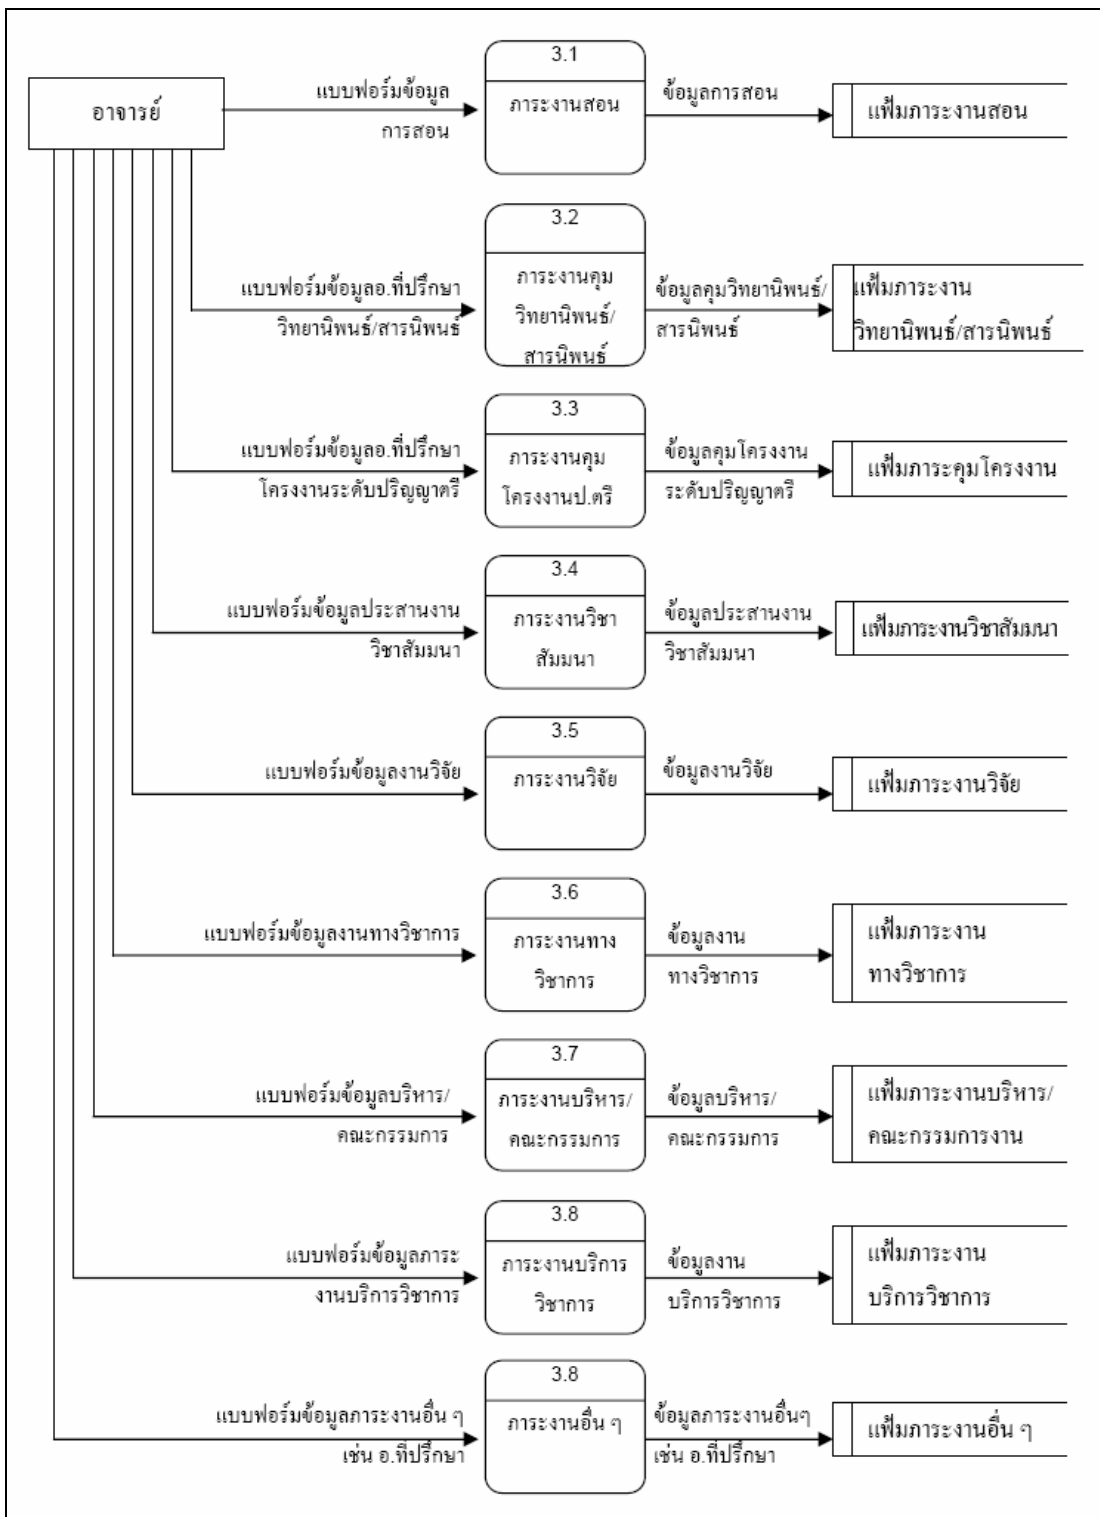 อาจารย์
แบบฟอร์มข้อมูล
การสอน
3.1
ภาระงานสอน
ข้อมูลการสอน
แฟ้มภาระงานสอน
แบบฟอร์มข้อมูลอ.ที่ปรึกษา
วิทยานิพนธ์/สารนิพนธ์
3.2
ภาระงานคุม
วิทยานิพนธ์/
สารนิพนธ์
ข้อมูลคุมวิทยานิพนธ์/
สารนิพนธ์
แฟ้มภาระงาน
วิทยานิพนธ์/สารนิพนธ์
แบบฟอร์มข้อมูลอ.ที่ปรึกษา
โครงงานระดับปริญญาตรี
3.3
ภาระงานคุม
โครงงานป.ตรี
ข้อมูลคุมโครงงาน
ระดับปริญญาตรี
แฟ้มภาระคุมโครงงาน
แบบฟอร์มข้อมูลประสานงาน
วิชาสัมมนา
3.4
ภาระงานวิชา
สัมมนา
ข้อมูลประสานงาน
วิชาสัมมนา
แฟ้มภาระงานวิชาสัมมนา
แบบฟอร์มข้อมูลงานวิจัย
3.5
ภาระงานวิจัย
ข้อมูลงานวิจัย
แฟ้มภาระงานวิจัย
แบบฟอร์มข้อมูลงานทางวิชาการ
3.6
ภาระงานทาง
วิชาการ
ข้อมูลงาน
ทางวิชาการ
แฟ้มภาระงาน
ทางวิชาการ
แบบฟอร์มข้อมูลบริหาร/
คณะกรรมการ
3.7
ภาระงานบริหาร/
คณะกรรมการ
ข้อมูลบริหาร/
คณะกรรมการ
แฟ้มภาระงานบริหาร/
คณะกรรมการงาน
แบบฟอร์มข้อมูลภาระ
งานบริการวิชาการ
3.8
ภาระงานบริการ
วิชาการ
ข้อมูลงาน
บริการวิชาการ
แฟ้มภาระงาน
บริการวิชาการ
แบบฟอร์มข้อมูลภาระงานอื่น ๆ
เช่น อ.ที่ปรึกษา
3.8
ภาระงานอื่น ๆ
ข้อมูลภาระงานอื่นๆ
เช่น อ.ที่ปรึกษา
แฟ้มภาระงานอื่น ๆ